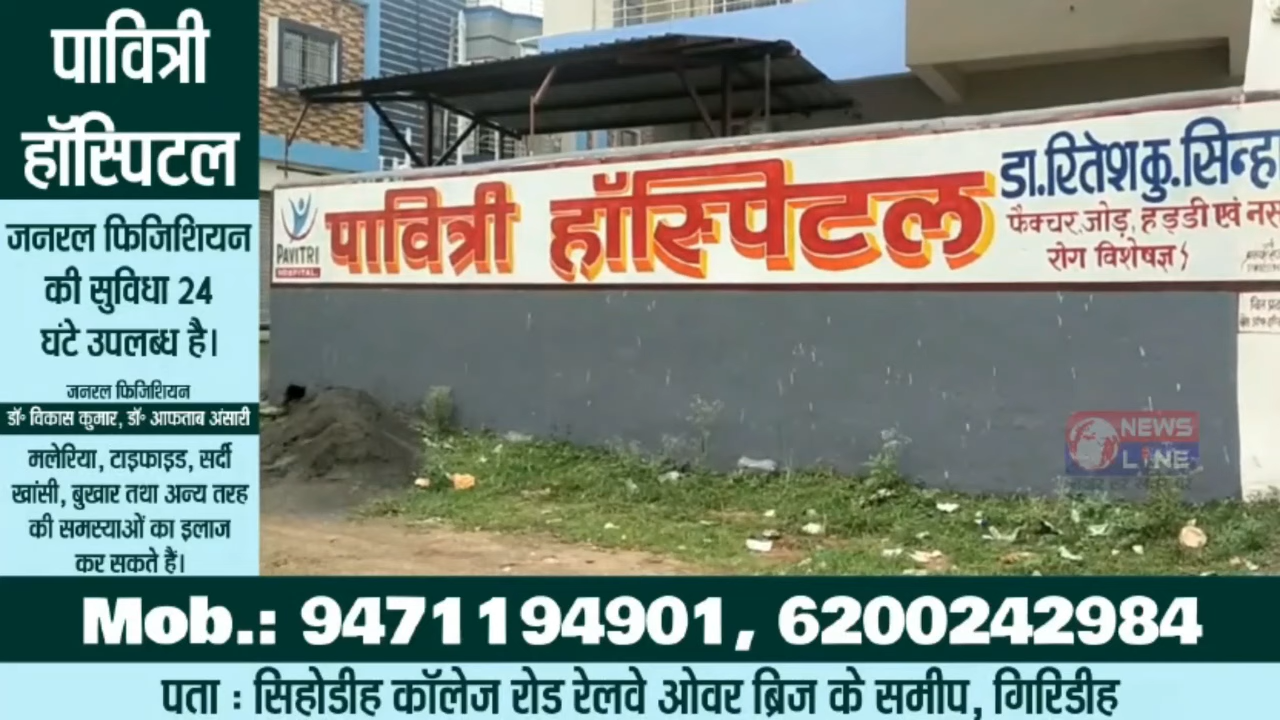 पावित्री
हॉस्पिटल
जनरल फिजिशियन
की सुविधा 24
घंटे उपलब्ध है।
जनरल फिजिशियन
डॉ॰ विकास कुमार, डॉ॰ आफताब अंसारी
मलेरिया, टाइफाइड, सर्दी
खांसी, बुखार तथा अन्य तरह
की समस्याओं का इलाज
कर सकते हैं।
PAVITRI
HOSPITAL
पावित्री हॉस्पिटल
डा.रितेश कु.सिन्हा
फैक्चर,जोड़,हड्डी एवं नस
रोग विशेषज्ञ
NEWS
LINE
Mob.: 9471194901, 6200242984
पता : सिहोडीह कॉलेज रोड रेलवे ओवर ब्रिज के समीप, गिरिडीह